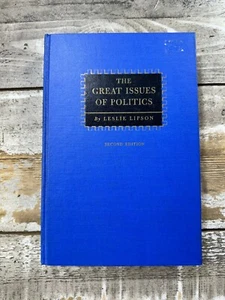 THE
GREAT ISSUES
OF POLITICS
By LESLIE LIPSON
SECOND EDITION